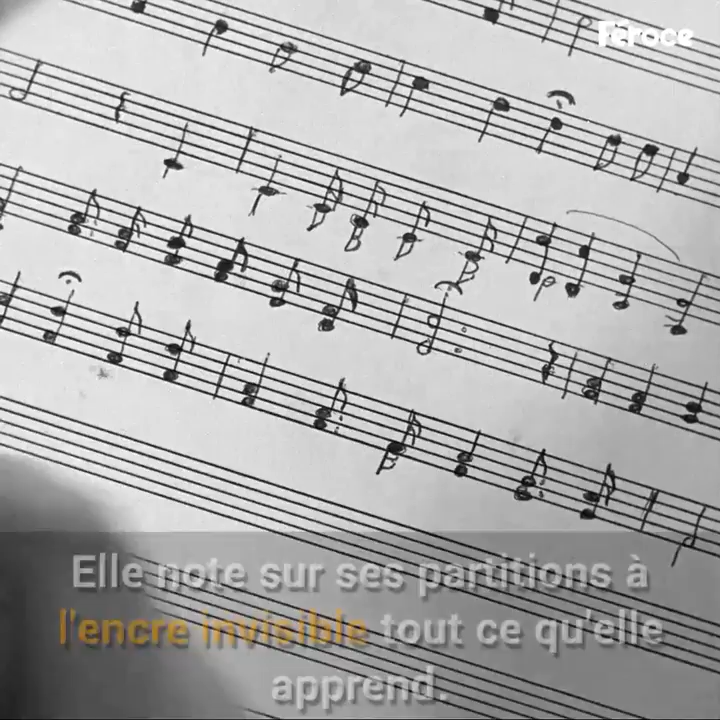 Féroce
Elle note sur ses partitions à
l'encre invisible tout ce qu'elle
apprend.